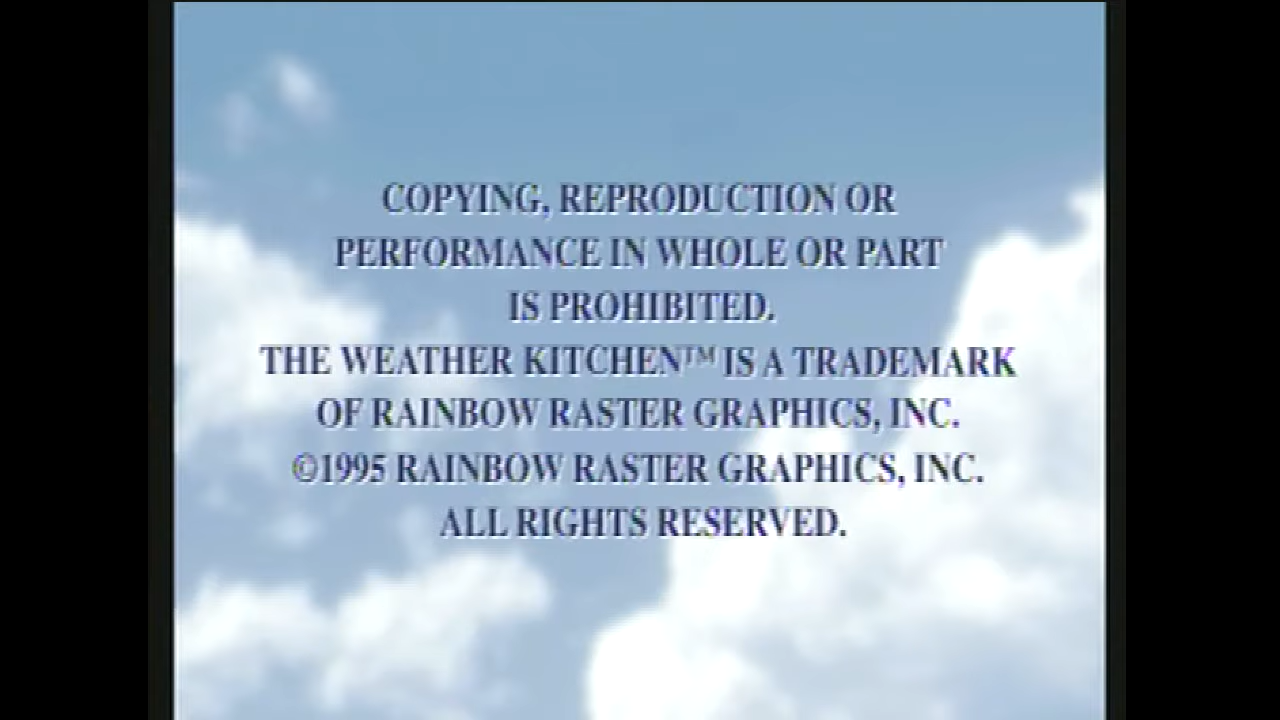 COPYING, REPRODUCTION OR
PERFORMANCE IN WHOLE OR PART
IS PROHIBITED.
THE WEATHER KITCHEN™ IS A TRADEMARK
OF RAINBOW RASTER GRAPHICS, INC.
©1995 RAINBOW RASTER GRAPHICS, INC.
ALL RIGHTS RESERVED.